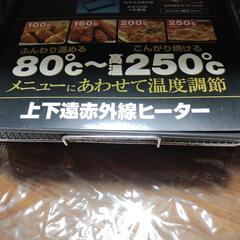 100℃ 160℃ 200℃ 250℃
ふんわり温める こんがり焼ける
80℃～高温250℃
メニューにあわせて温度調節
上下遠赤外線ヒーター